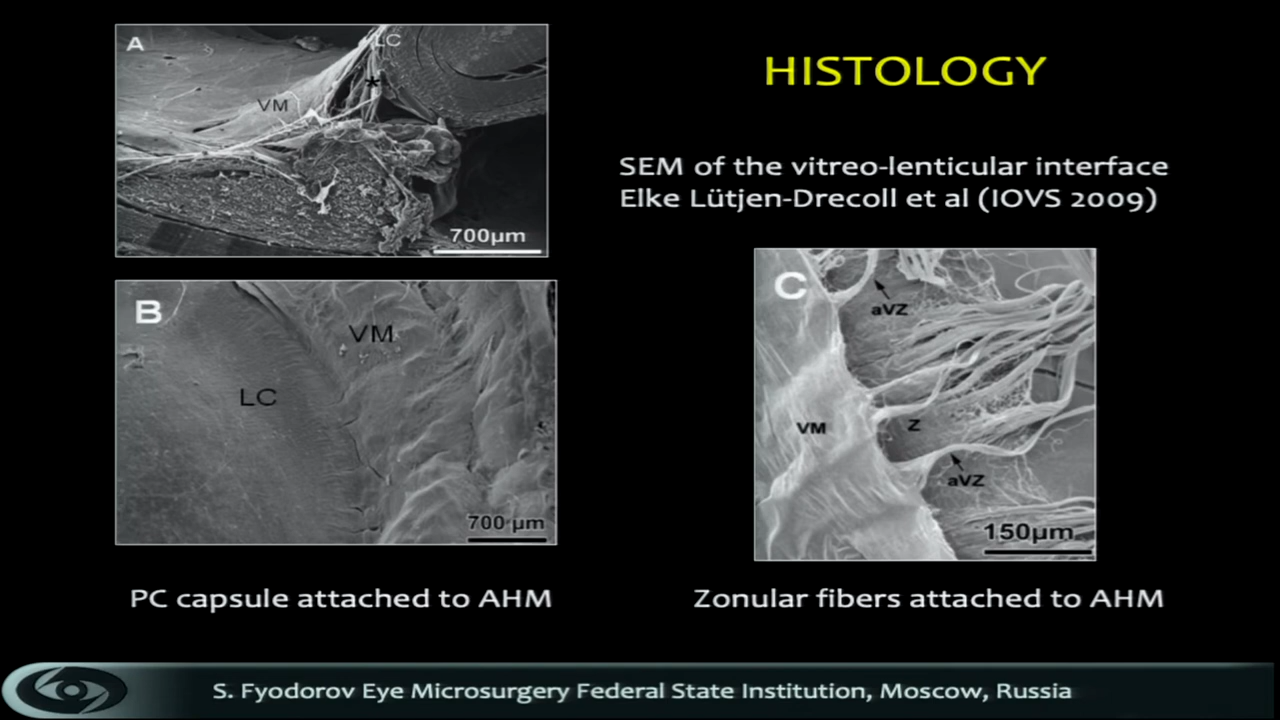 HISTOLOGY
SEM of the vitreo-lenticular interface
Elke Lütjen-Drecoll et al (IOVS 2009)
A
LC
*
VM
700µm
B
VM
LC
700 µm
C
aVZ
VM
Z
aVZ
150µm
PC capsule attached to AHM
Zonular fibers attached to AHM
S. Fyodorov Eye Microsurgery Federal State Institution, Moscow, Russia